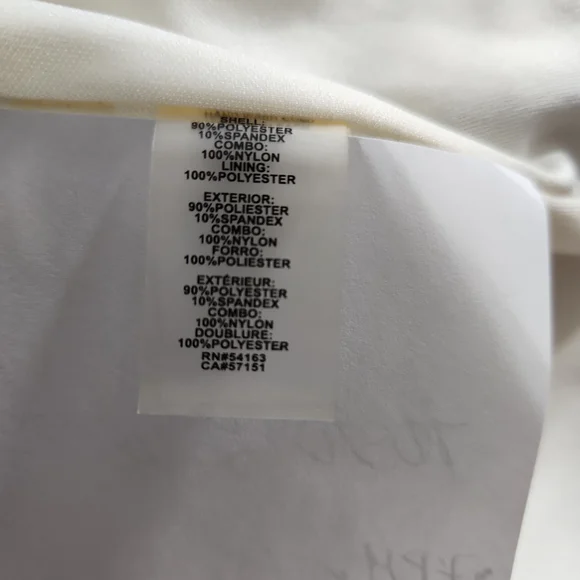 SHELL:
90%POLYESTER
10%SPANDEX
COMBO:
100%NYLON
LINING:
100%POLYESTER
EXTERIOR:
90%POLIESTER
10%SPANDEX
COMBO:
100%NYLON
FORRO:
100%POLIESTER
EXTÉRIEUR:
90%POLYESTER
10%SPANDEX
COMBO:
100%NYLON
DOUBLURE:
100%POLYESTER
RN#54163
CA#57151